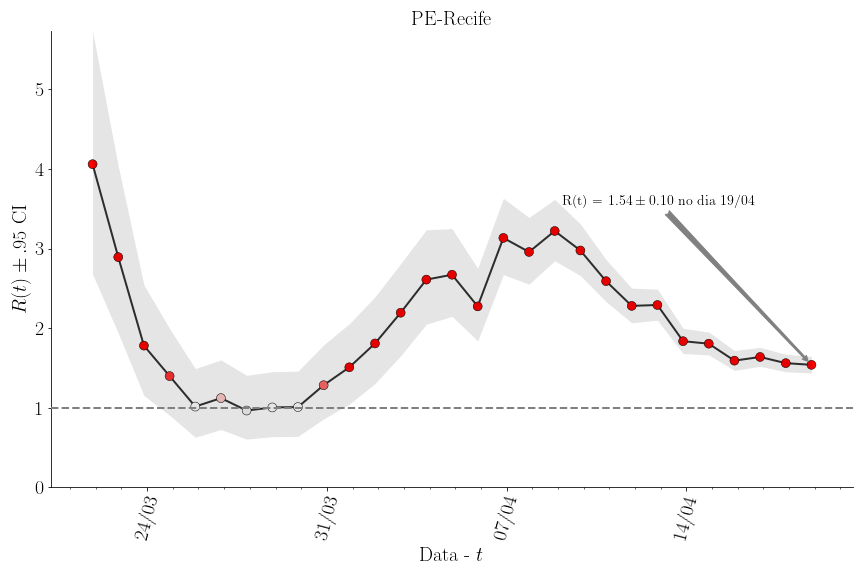 PE-Recife
R(t) ± .95 CI
5
4
3
2
1
0
R(t) = 1.54 ± 0.10 no dia 19/04
24/03
31/03
07/04
14/04
Data - t